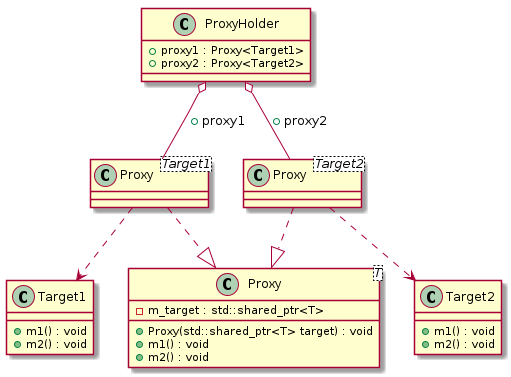 C ProxyHolder
proxy1 : Proxy<Target1>
proxy2 : Proxy<Target2>
proxy1
proxy2
C Proxy Target1
C Proxy Target2
C Target1
m1() : void
m2() : void
C Proxy T
m_target : std::shared_ptr<T>
Proxy(std::shared_ptr<T> target) : void
m1() : void
m2() : void
C Target2
m1() : void
m2() : void